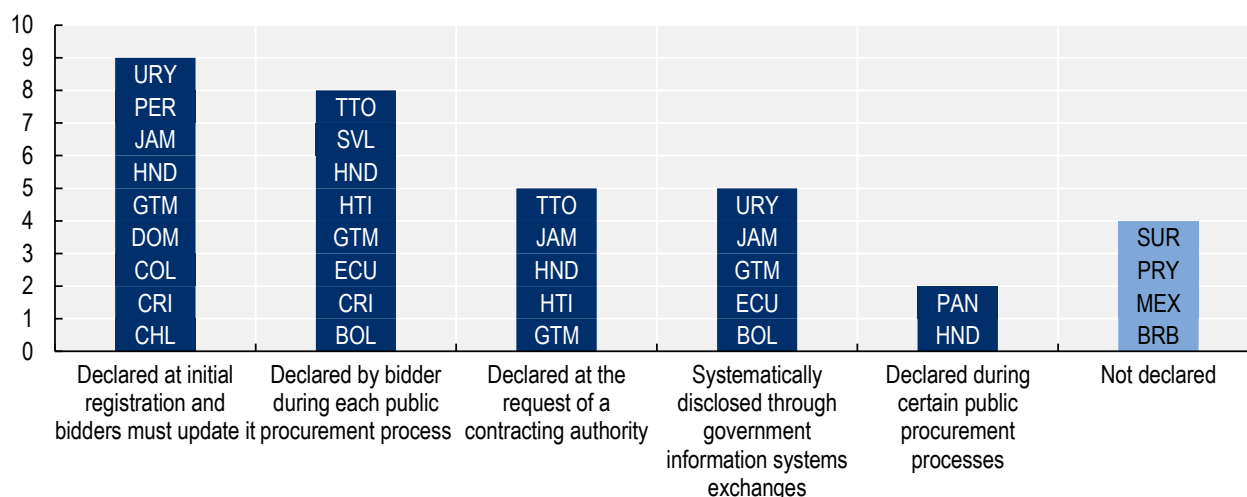 10
9
8
7
6
5
4
3
2
1
0
URY
PER
JAM
HND
GTM
DOM
COL
CRI
CHL
TTO
SVL
HND
HTI
GTM
ECU
CRI
BOL
TTO
JAM
HND
HTI
GTM
URY
JAM
GTM
ECU
BOL
PAN
HND
SUR
PRY
MEX
BRB
Declared at initial
registration and
bidders must update it
Declared by bidder
during each public
procurement process
Declared at the
request of a
contracting authority
Systematically
disclosed through
government
information systems
exchanges
Declared during
certain public
procurement
processes
Not declared